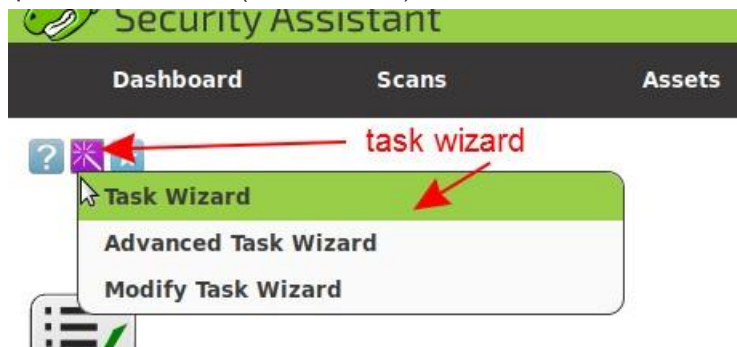 Security Assistant
Dashboard Scans Assets
? task wizard
Task Wizard
Advanced Task Wizard
Modify Task Wizard